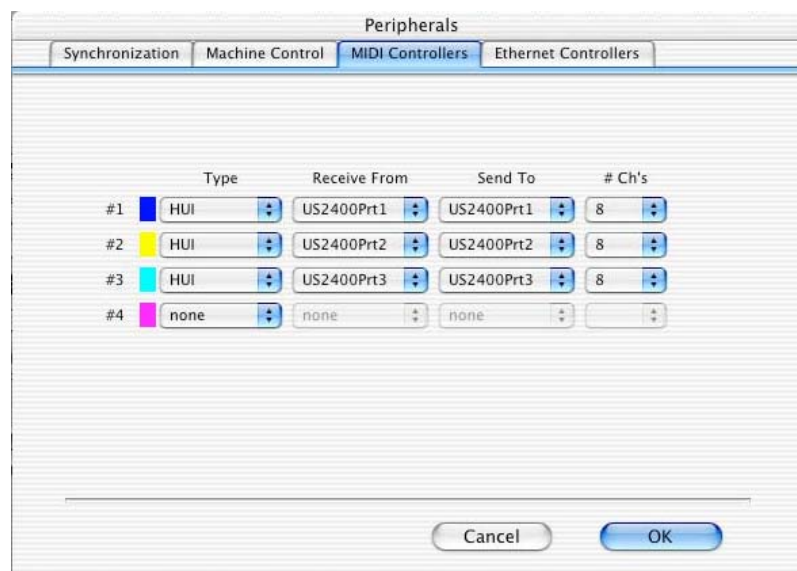 Peripherals
Synchronization Machine Control MIDI Controllers Ethernet Controllers
Type Receive From Send To # Ch's
#1 HUI US2400Prt1 US2400Prt1 8
#2 HUI US2400Prt2 US2400Prt2 8
#3 HUI US2400Prt3 US2400Prt3 8
#4 none none none
Cancel OK